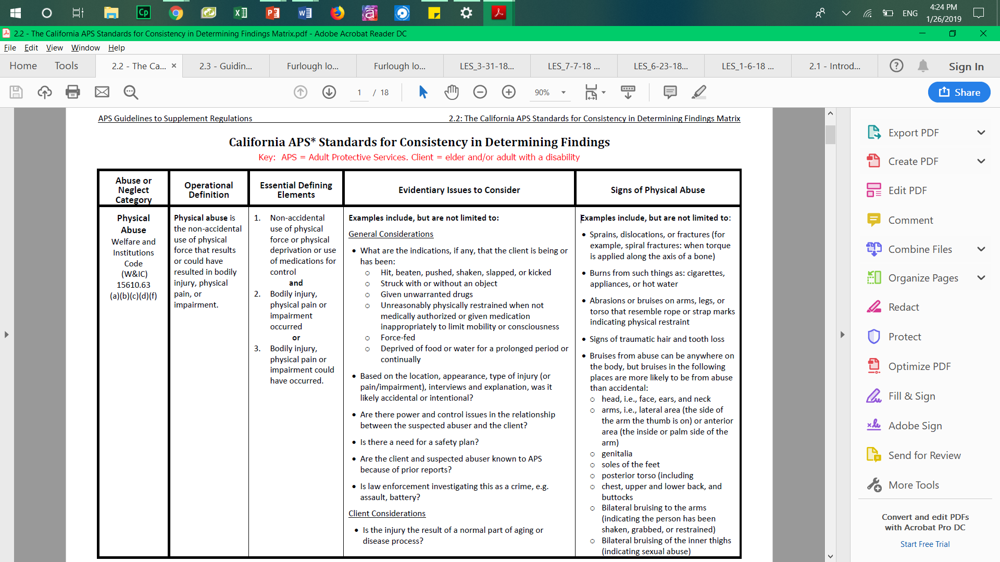 4:24 PM
ENG
1/26/2019
2.2 - The California APS Standards for Consistency in Determining Findings Matrix.pdf - Adobe Acrobat Reader DC
File Edit View Window Help
Home Tools 2.2 - The Ca... × 2.3 - Guidin... Furlough lo... Furlough lo... LES_3-31-18... LES_7-7-18 ... LES_6-23-18... LES_1-6-18 ... 2.1 - Introd... Sign In
1 / 18 90% Share
APS Guidelines to Supplement Regulations 2.2: The California APS Standards for Consistency in Determining Findings Matrix
California APS* Standards for Consistency in Determining Findings
Key: APS = Adult Protective Services. Client = elder and/or adult with a disability
Abuse or
Neglect
Category
Operational
Definition
Essential Defining
Elements
Evidentiary Issues to Consider
Signs of Physical Abuse
Physical
Abuse
Welfare and
Institutions
Code
(W&IC)
15610.63
(a)(b)(c)(d)(f)
Physical abuse is
the non-accidental
use of physical
force that results
or could have
resulted in bodily
injury, physical
pain, or
impairment.
1. Non-accidental
use of physical
force or physical
deprivation or use
of medications for
control
and
2. Bodily injury,
physical pain or
impairment
occurred
or
3. Bodily injury,
physical pain or
impairment could
have occurred.
Examples include, but are not limited to:
General Considerations
• What are the indications, if any, that the client is being or
has been:
o Hit, beaten, pushed, shaken, slapped, or kicked
o Struck with or without an object
o Given unwarranted drugs
o Unreasonably physically restrained when not
medically authorized or given medication
inappropriately to limit mobility or consciousness
o Force-fed
o Deprived of food or water for a prolonged period or
continually
• Based on the location, appearance, type of injury (or
pain/impairment), interviews and explanation, was it
likely accidental or intentional?
• Are there power and control issues in the relationship
between the suspected abuser and the client?
• Is there a need for a safety plan?
• Are the client and suspected abuser known to APS
because of prior reports?
• Is law enforcement investigating this as a crime, e.g.
assault, battery?
Client Considerations
• Is the injury the result of a normal part of aging or
disease process?
Examples include, but are not limited to:
• Sprains, dislocations, or fractures (for
example, spiral fractures: when torque
is applied along the axis of a bone)
• Burns from such things as: cigarettes,
appliances, or hot water
• Abrasions or bruises on arms, legs, or
torso that resemble rope or strap marks
indicating physical restraint
• Signs of traumatic hair and tooth loss
• Bruises from abuse can be anywhere on
the body, but bruises in the following
places are more likely to be from abuse
than accidental:
o head, i.e., face, ears, and neck
o arms, i.e., lateral area (the side of
the arm the thumb is on) or anterior
area (the inside or palm side of the
arm)
o genitalia
o soles of the feet
o posterior torso (including
o chest, upper and lower back, and
buttocks
o Bilateral bruising to the arms
(indicating the person has been
shaken, grabbed, or restrained)
o Bilateral bruising of the inner thighs
(indicating sexual abuse)
Export PDF
Create PDF
Edit PDF
Comment
Combine Files
Organize Pages
Redact
Protect
Optimize PDF
Fill & Sign
Adobe Sign
Send for Review
More Tools
Convert and edit PDFs
with Acrobat Pro DC
Start Free Trial